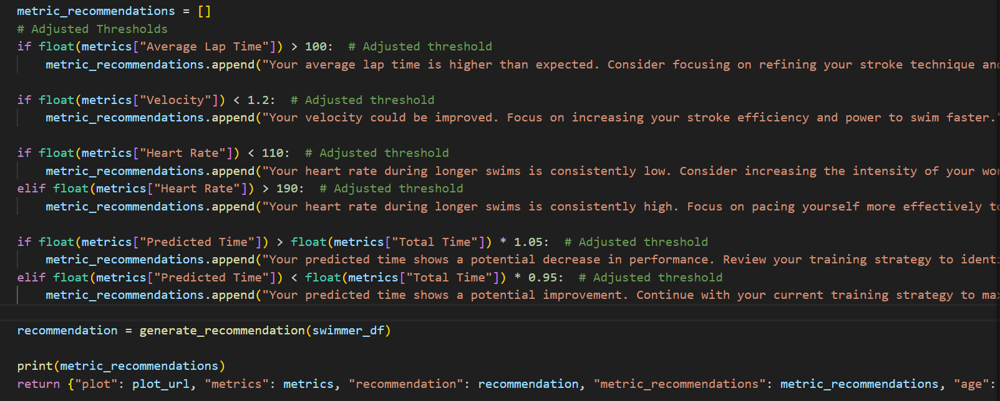 metric_recommendations = []
# Adjusted Thresholds
if float(metrics["Average Lap Time"]) > 100:  # Adjusted threshold
    metric_recommendations.append("Your average lap time is higher than expected. Consider focusing on refining your stroke technique
if float(metrics["Velocity"]) < 1.2:  # Adjusted threshold
    metric_recommendations.append("Your velocity could be improved. Focus on increasing your stroke efficiency and power to swim faster.
if float(metrics["Heart Rate"]) < 110:  # Adjusted threshold
    metric_recommendations.append("Your heart rate during longer swims is consistently low. Consider increasing the intensity of your
elif float(metrics["Heart Rate"]) > 190:  # Adjusted threshold
    metric_recommendations.append("Your heart rate during longer swims is consistently high. Focus on pacing yourself more effectively
if float(metrics["Predicted Time"]) > float(metrics["Total Time"]) * 1.05:  # Adjusted threshold
    metric_recommendations.append("Your predicted time shows a potential decrease in performance. Review your training strategy to
elif float(metrics["Predicted Time"]) < float(metrics["Total Time"]) * 0.95:  # Adjusted threshold
    metric_recommendations.append("Your predicted time shows a potential improvement. Continue with your current training strategy to
recommendation = generate_recommendation(swimmer_df)
print(metric_recommendations)
return {"plot": plot_url, "metrics": metrics, "recommendation": recommendation, "metric_recommendations": metric_recommendations, "age":